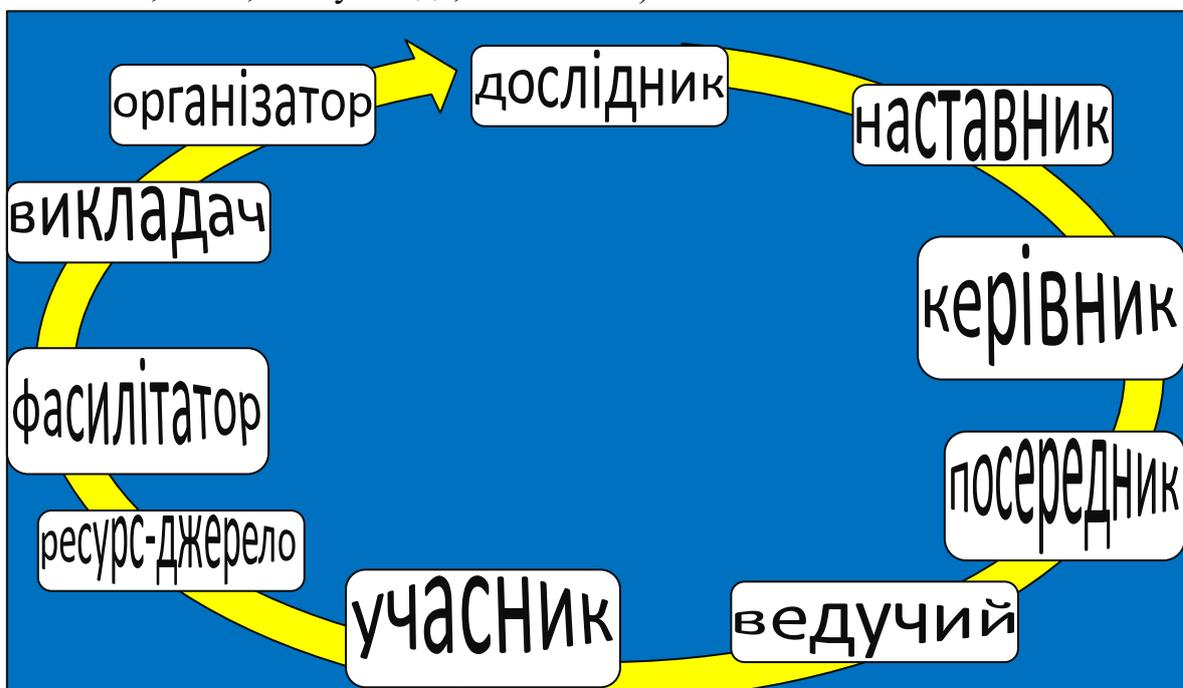 дослідник
наставник
керівник
посередник
ведучий
учасник
ресурс-джерело
фасилітатор
викладач
організатор